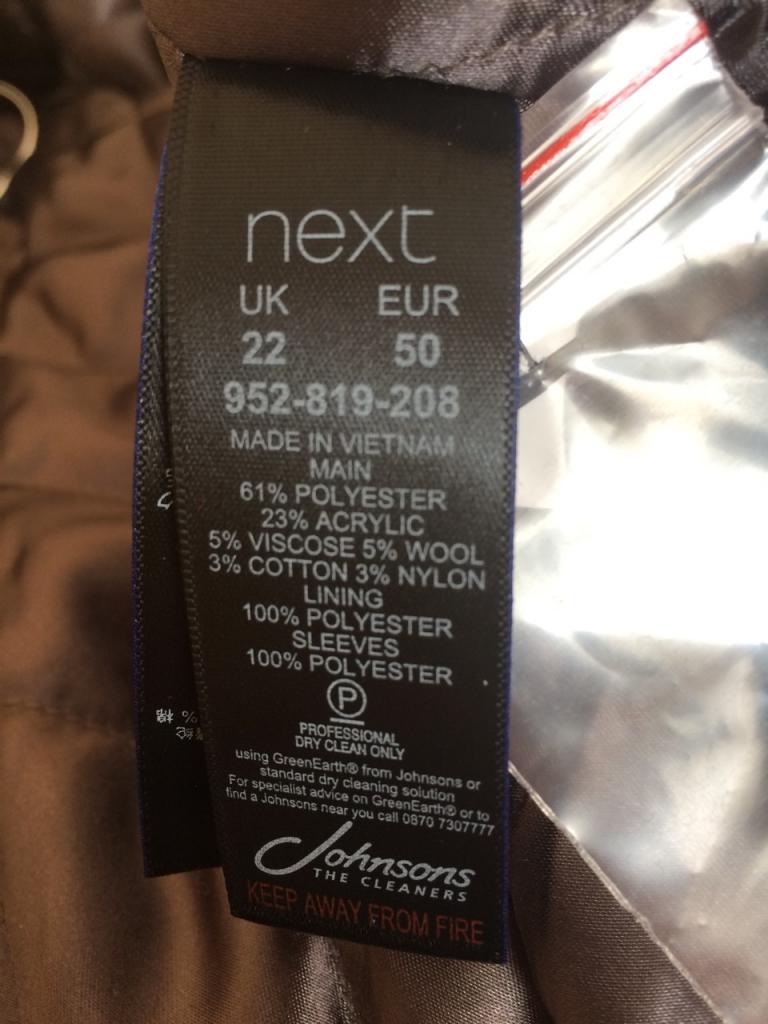 next
UK EUR
22 50
952-819-208
MADE IN VIETNAM
MAIN
61% POLYESTER
23% ACRYLIC
5% VISCOSE 5% WOOL
3% COTTON 3% NYLON
LINING
100% POLYESTER
SLEEVES
100% POLYESTER
P
PROFESSIONAL
DRY CLEAN ONLY
using GreenEarth® from Johnsons or
standard dry cleaning solution
For specialist advice on GreenEarth® or to
find a Johnsons near you call 0870 7307777
Johnsons
THE CLEANERS
KEEP AWAY FROM FIRE